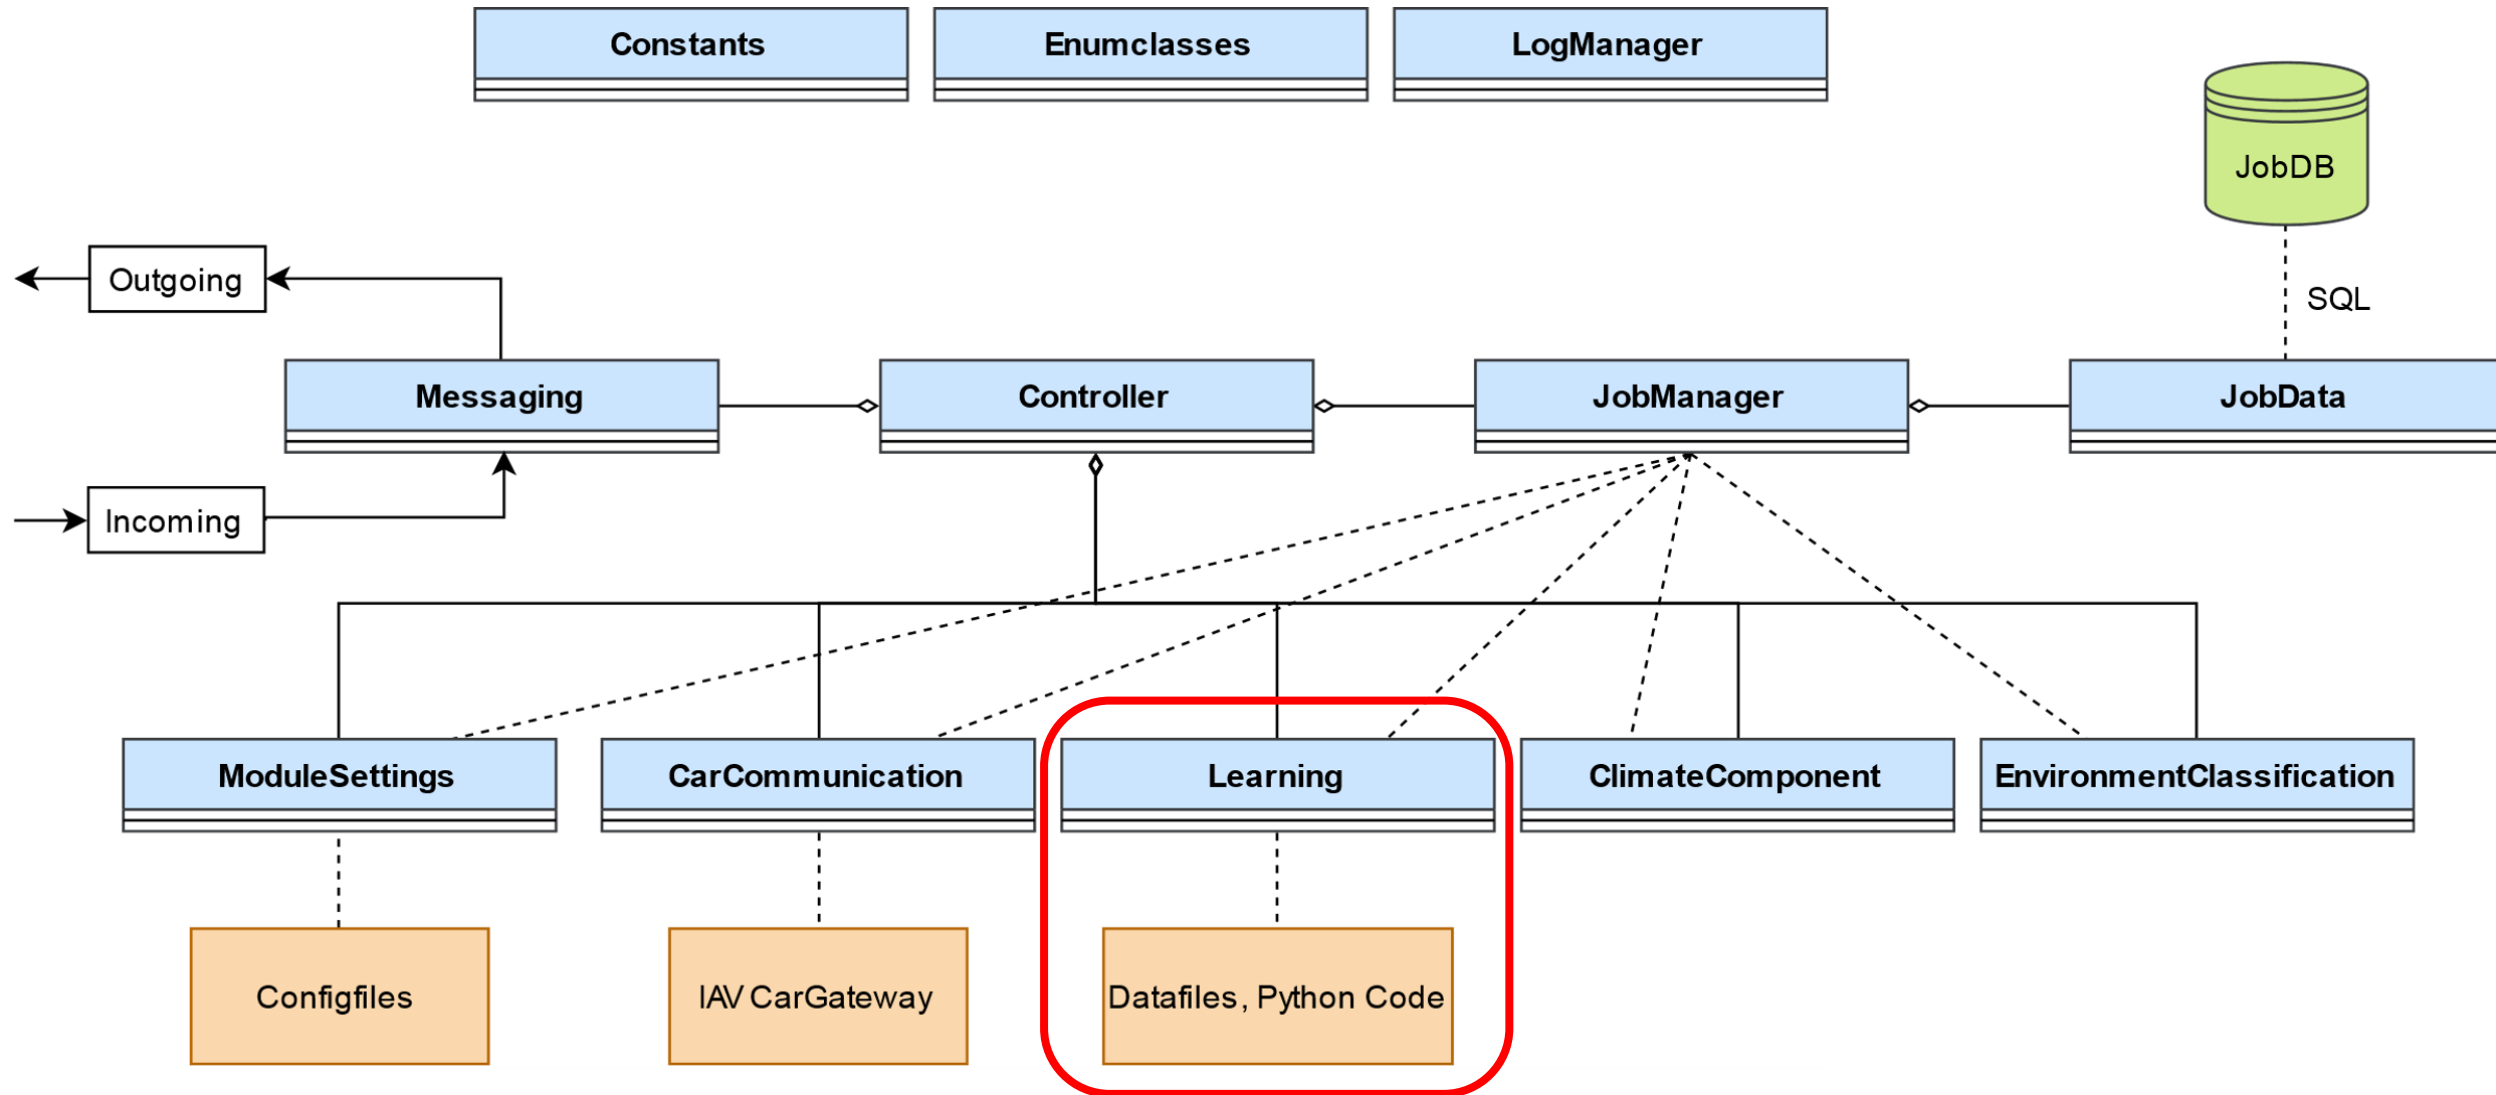 Constants
Enumclasses
LogManager
JobDB
Outgoing
SQL
Messaging
Controller
JobManager
JobData
Incoming
ModuleSettings
CarCommunication
Learning
ClimateComponent
EnvironmentClassification
Configfiles
IAV CarGateway
Datafiles, Python Code